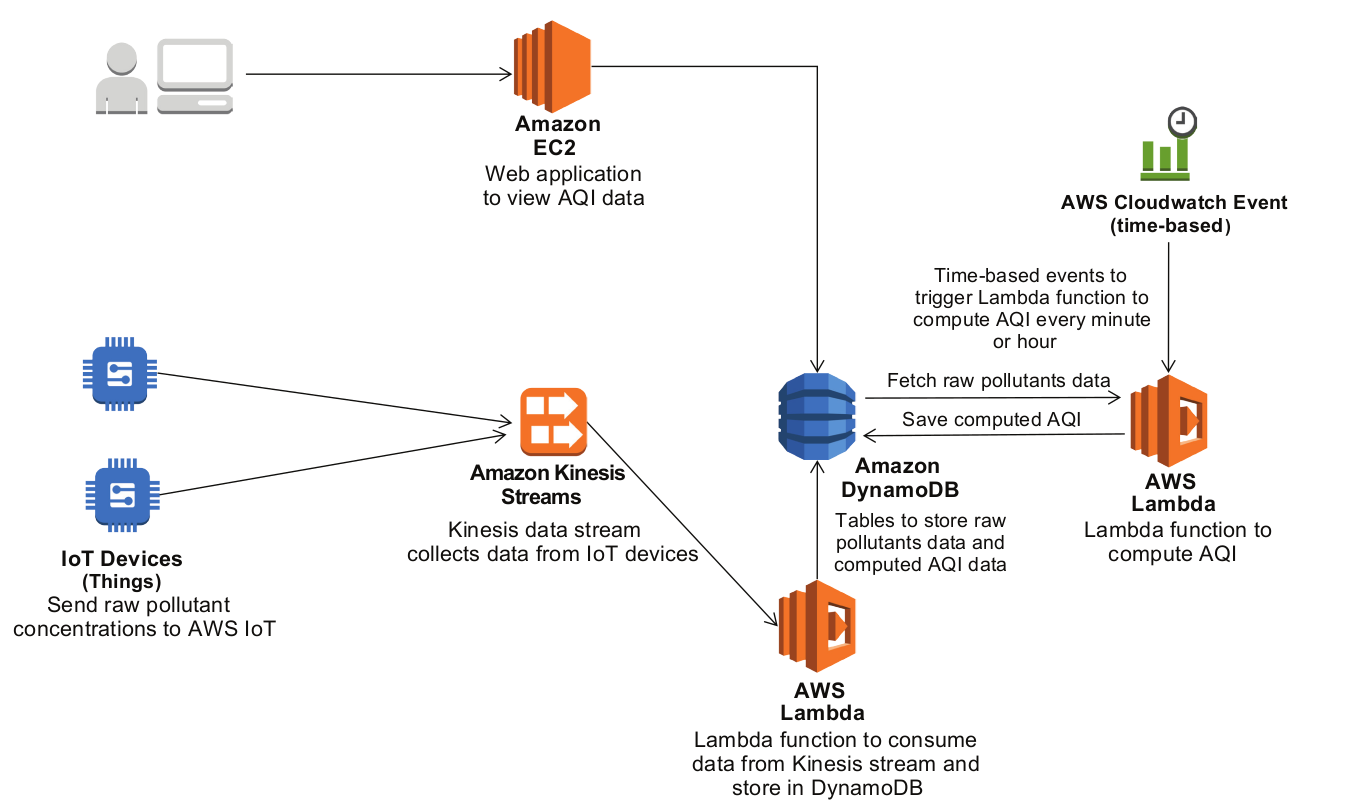 Amazon
EC2
Web application
to view AQI data
AWS Cloudwatch Event
(time-based)
Time-based events to
trigger Lambda function to
compute AQI every minute
or hour
Fetch raw pollutants data
Save computed AQI
Amazon
DynamoDB
Tables to store raw
pollutants data and
computed AQI data
AWS
Lambda
Lambda function to
compute AQI
Amazon Kinesis
Streams
Kinesis data stream
collects data from IoT devices
IoT Devices
(Things)
Send raw pollutant
concentrations to AWS IoT
AWS
Lambda
Lambda function to consume
data from Kinesis stream and
store in DynamoDB